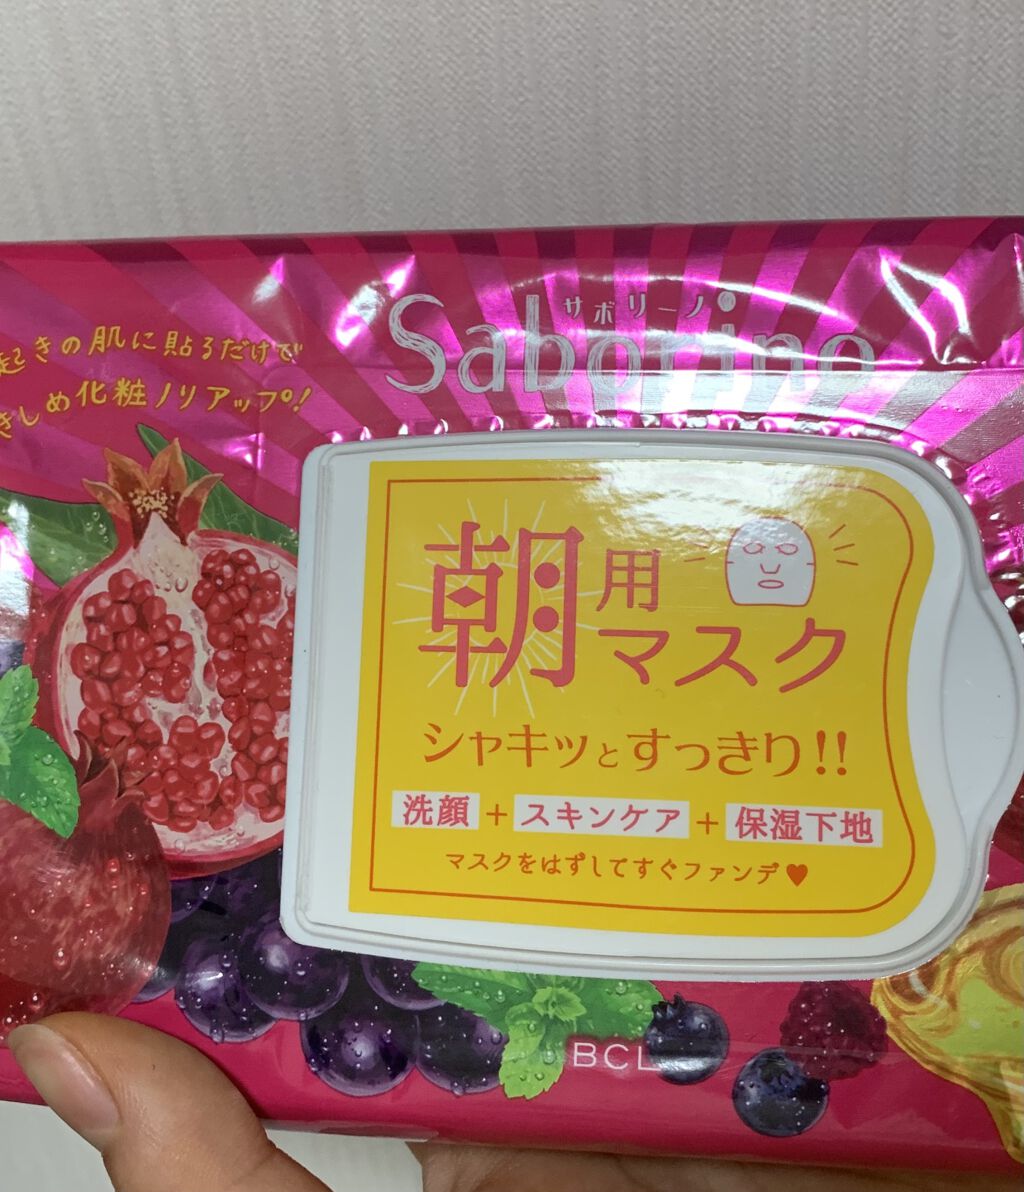 サボリーノ
Saborino
起きの肌に貼るだけで
きしめ化粧ノリアップ!
朝用
マスク
シャキッとすっきり!!
洗顔+スキンケア+保湿下地
マスクをはずしてすぐファンデ♥
BCL